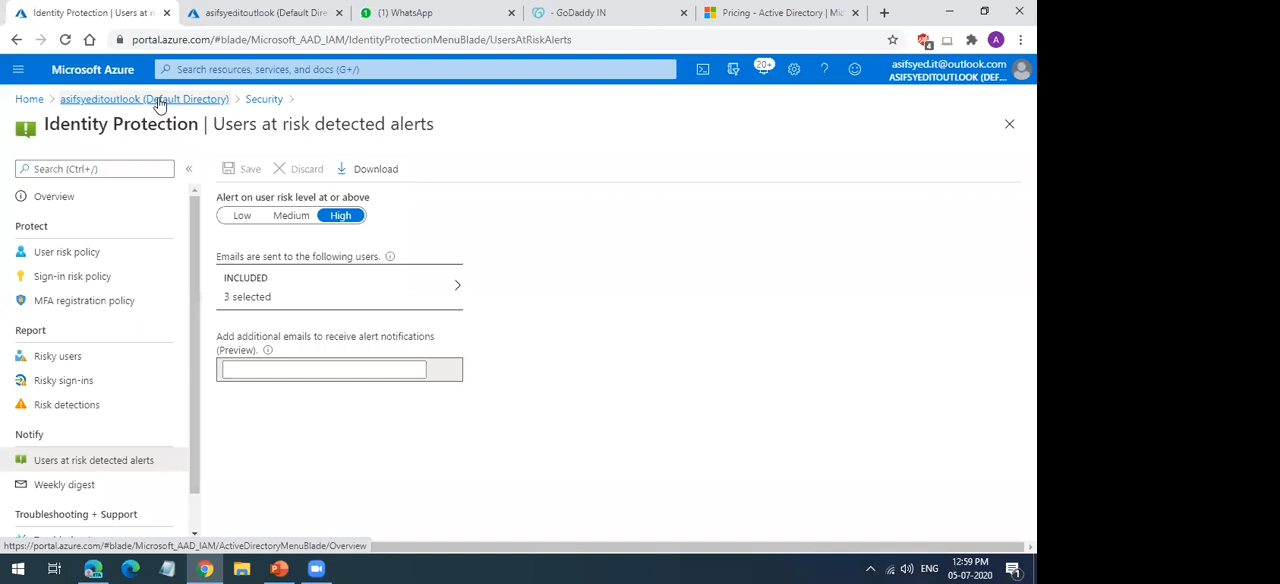 Identity Protection | Users at r
asifsyeditoutlook (Default Dire
(1) WhatsApp
- GoDaddy IN
Pricing - Active Directory | Mic
portal.azure.com/#blade/Microsoft_AAD_IAM/IdentityProtectionMenuBlade/UsersAtRiskAlerts
4
A
Microsoft Azure
Search resources, services, and docs (G+/)
20+
asifsyed.it@outlook.com
ASIFSYEDITOUTLOOK (DEF...
Home > asifsyeditoutlook (Default Directory) > Security >
Identity Protection | Users at risk detected alerts
Search (Ctrl+/)
Save
Discard
Download
Overview
Protect
User risk policy
Sign-in risk policy
MFA registration policy
Report
Risky users
Risky sign-ins
Risk detections
Notify
Users at risk detected alerts
Weekly digest
Troubleshooting + Support
Alert on user risk level at or above
Low Medium High
Emails are sent to the following users.
INCLUDED
3 selected
Add additional emails to receive alert notifications
(Preview).
https://portal.azure.com/#blade/Microsoft_AAD_IAM/ActiveDirectoryMenuBlade/Overview
ENG
12:59 PM
05-07-2020
1